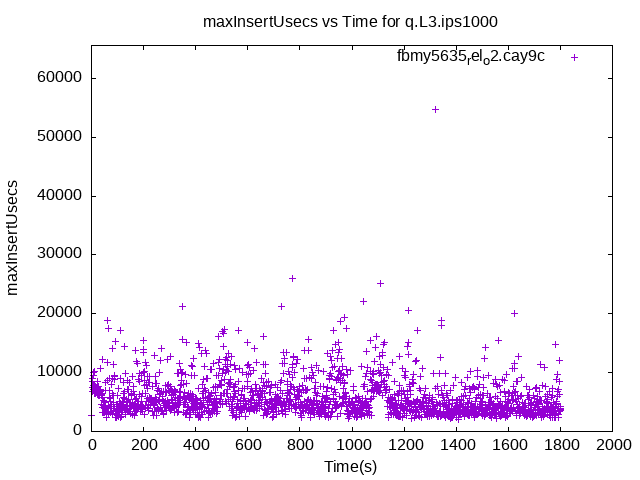 maxInsertUsecs vs Time for q.L3.ips1000
fbmy5635relo2.cay9c
maxInsertUsecs
60000
50000
40000
30000
20000
10000
0
0 200 400 600 800 1000 1200 1400 1600 1800 2000
Time(s)